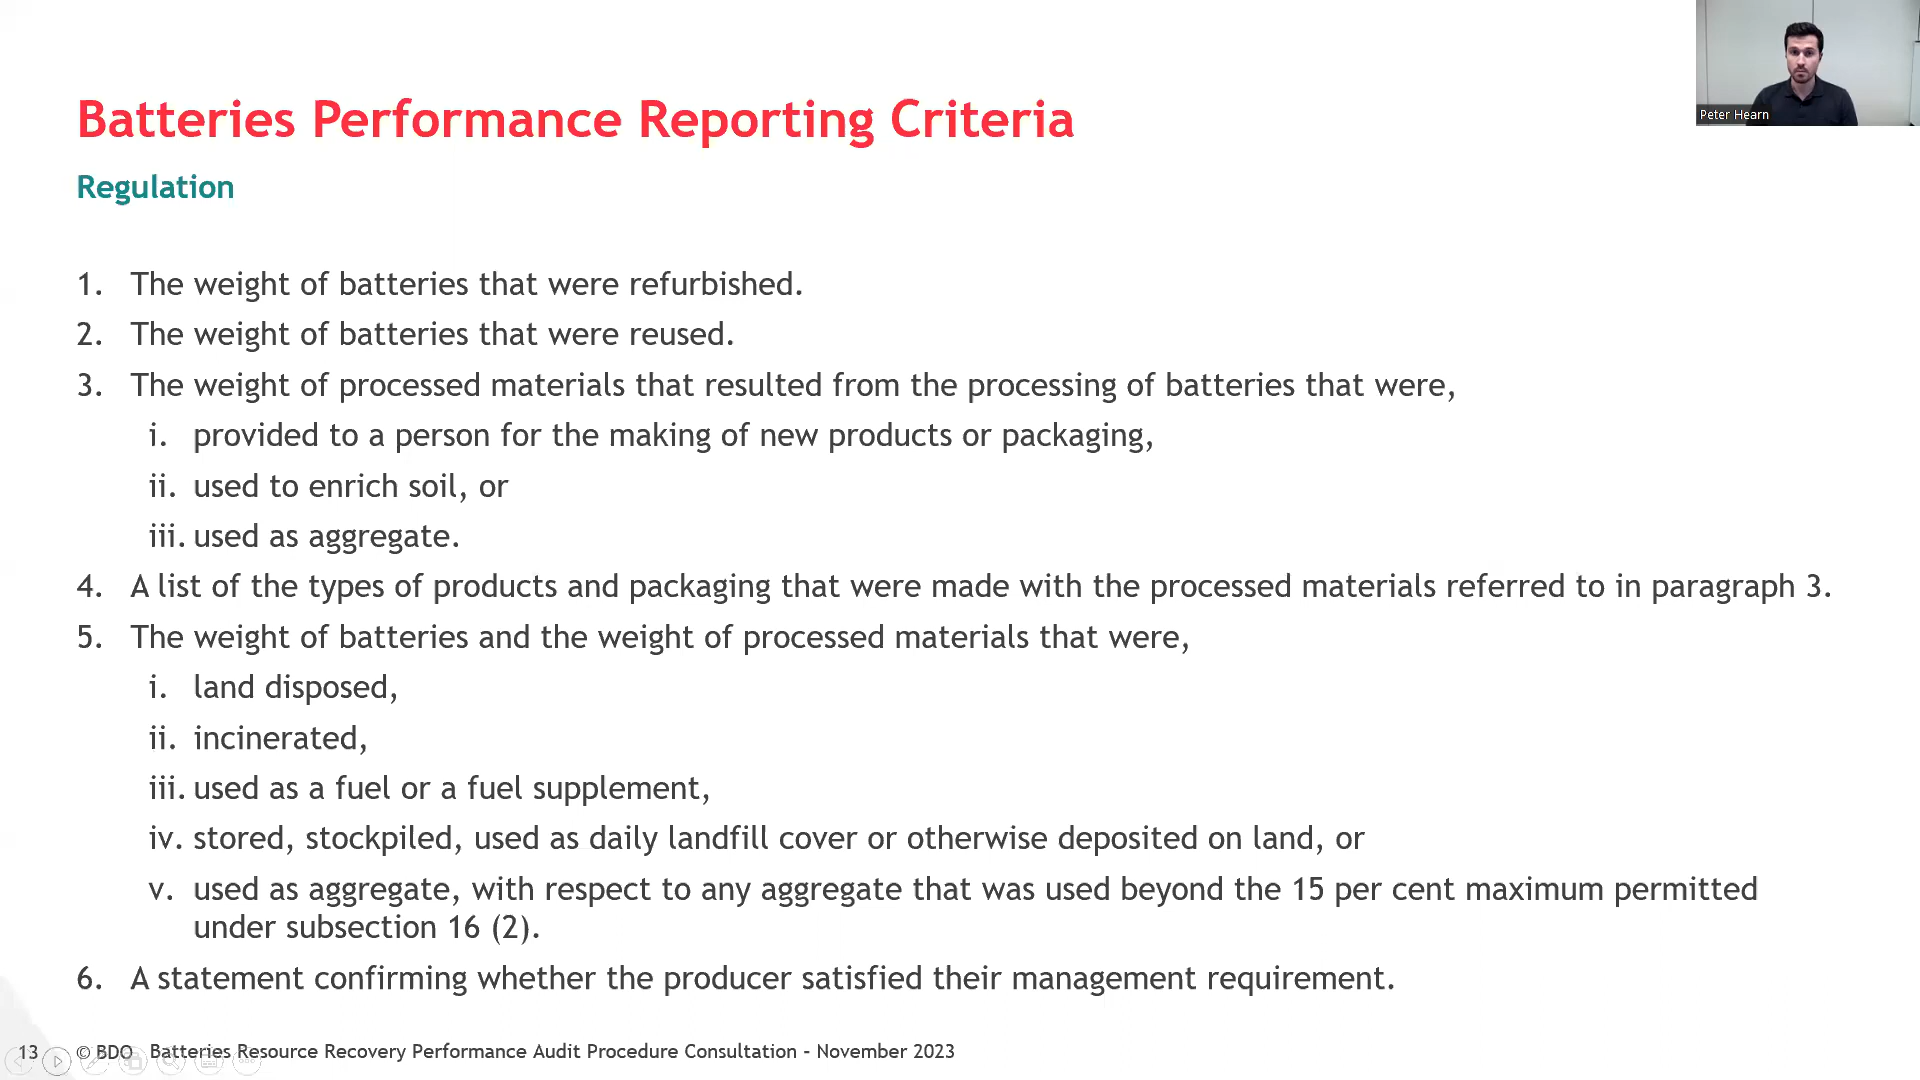 Peter Hearn
Batteries Performance Reporting Criteria
Regulation
1. The weight of batteries that were refurbished.
2. The weight of batteries that were reused.
3. The weight of processed materials that resulted from the processing of batteries that were,
i. provided to a person for the making of new products or packaging,
ii. used to enrich soil, or
iii. used as aggregate.
4. A list of the types of products and packaging that were made with the processed materials referred to in paragraph 3.
5. The weight of batteries and the weight of processed materials that were,
i. land disposed,
ii. incinerated,
iii. used as a fuel or a fuel supplement,
iv. stored, stockpiled, used as daily landfill cover or otherwise deposited on land, or
v. used as aggregate, with respect to any aggregate that was used beyond the 15 per cent maximum permitted
under subsection 16 (2).
6. A statement confirming whether the producer satisfied their management requirement.
13 © BDO Batteries Resource Recovery Performance Audit Procedure Consultation - November 2023